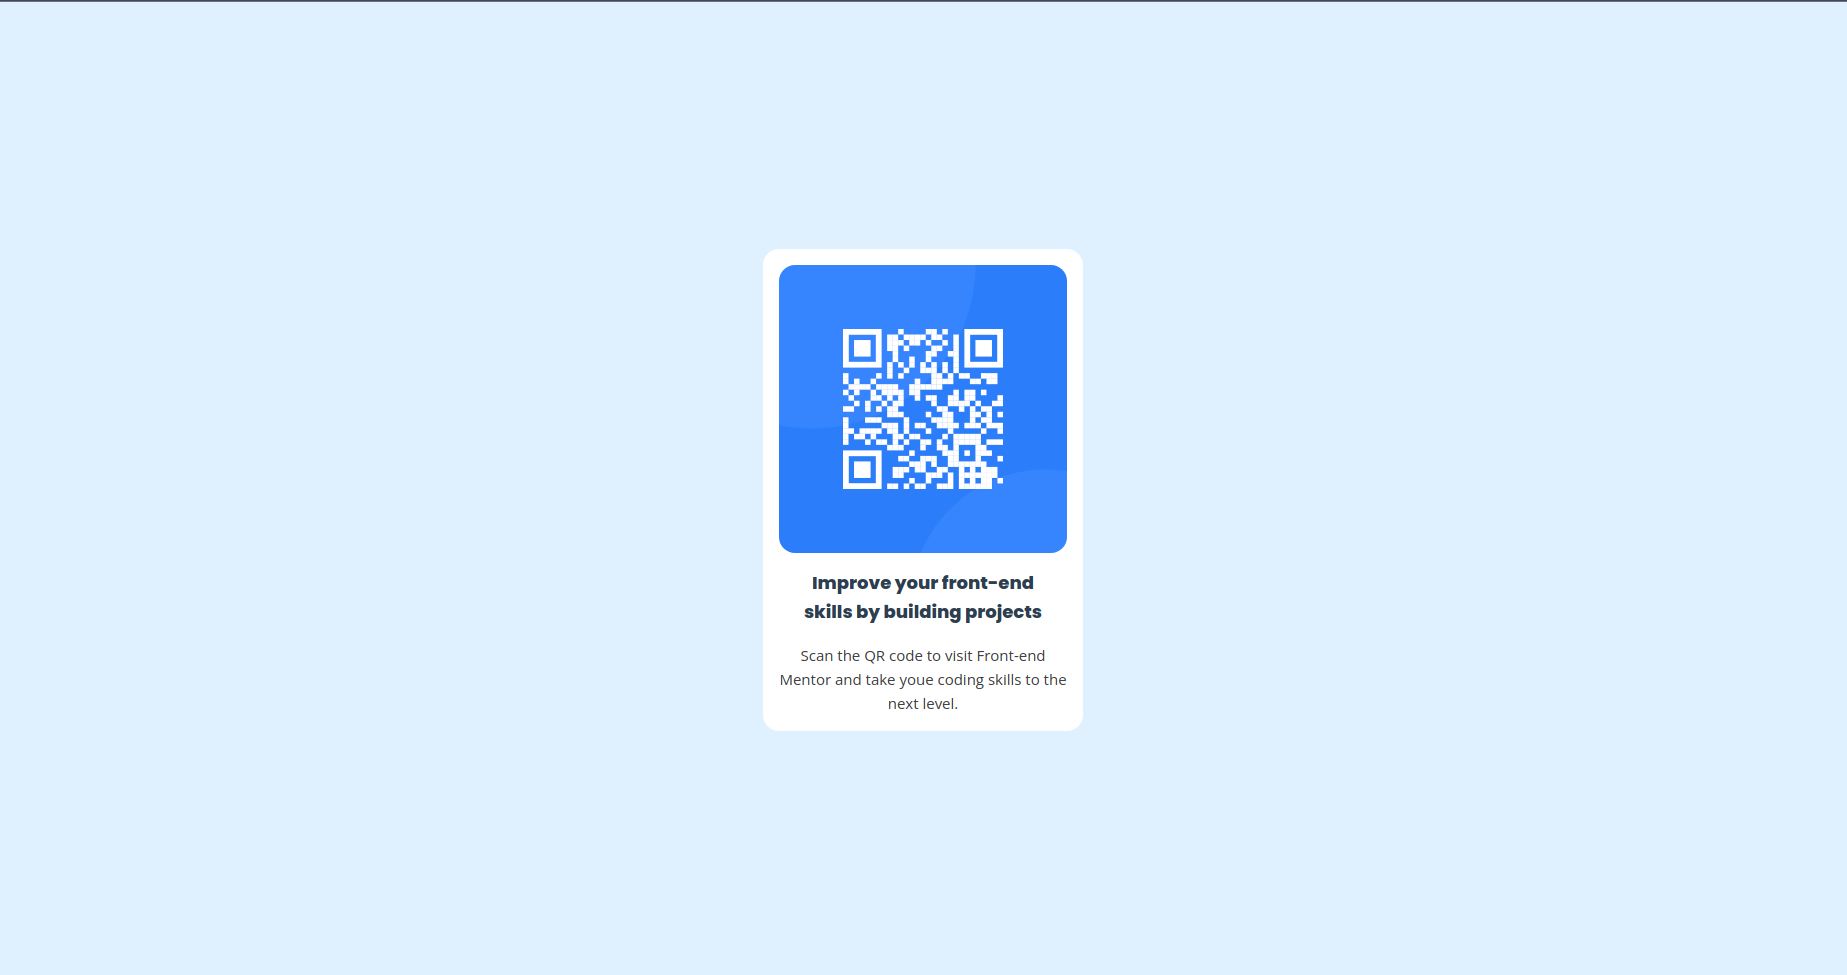 Improve your front-end
skills by building projects
Scan the QR code to visit Front-end
Mentor and take youe coding skills to the
next level.